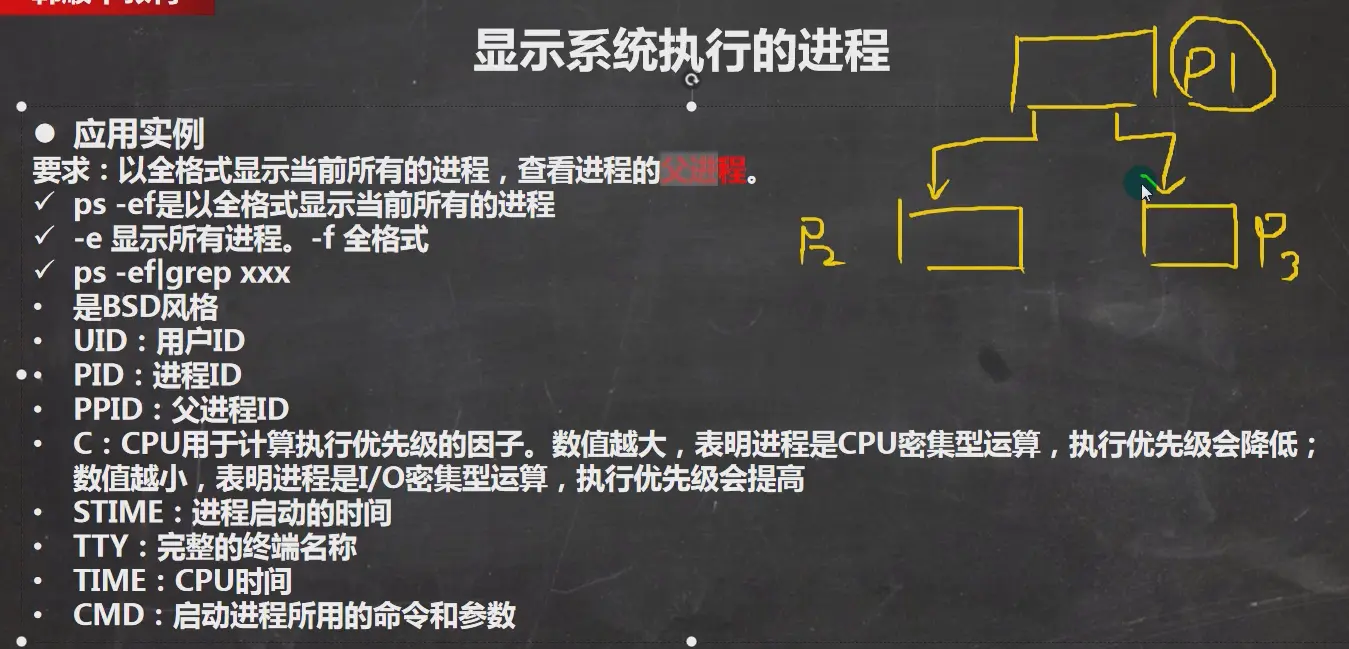 显示系统执行的进程
P1
● 应用实例
要求：以全格式显示当前所有的进程，查看进程的父进程。
✓ ps -ef是以全格式显示当前所有的进程
✓ -e 显示所有进程。-f 全格式
✓ ps -ef|grep xxx
• 是BSD风格
• UID：用户ID
• PID：进程ID
• PPID：父进程ID
• C：CPU用于计算执行优先级的因子。数值越大，表明进程是CPU密集型运算，执行优先级会降低；
数值越小，表明进程是I/O密集型运算，执行优先级会提高
• STIME：进程启动的时间
• TTY：完整的终端名称
• TIME：CPU时间
• CMD：启动进程所用的命令和参数
P2
P3